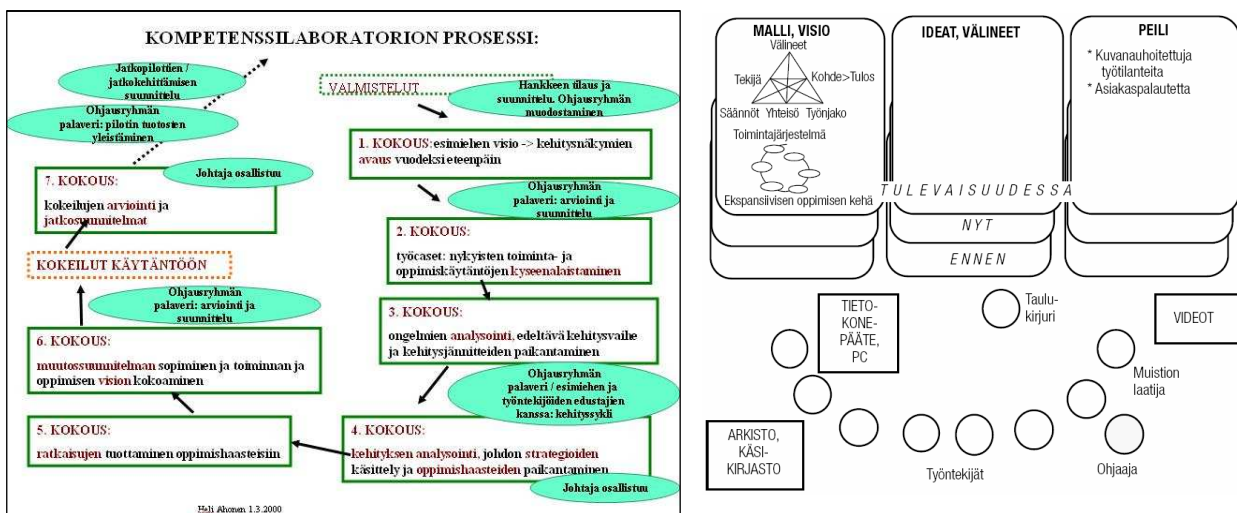 KOMPETENSSILABORATORION PROSESSI:
Jatkopilottien /
jatkokehittämisen
suunnittelu
Ohjausryhmän
palaveri: pilotin tuotosten
yleistäminen
VALMISTELUT
Hankkeen tilaus ja
suunnittelu. Ohjausryhmän
muodostaminen
1. KOKOUS: esimiehen visio -> kehitysnäkymien
avaus vuodeksi eteenpäin
Ohjausryhmän
palaveri: arviointi ja
suunnittelu
2. KOKOUS:
työcaset: nykyisten toiminta- ja
oppimiskäytäntöjen kyseenalaistaminen
3. KOKOUS:
ongelmien analysointi, edeltävä kehitysvaihe
ja kehitysjännitteiden paikantaminen
Ohjausryhmän
palaveri / esimiehen ja
työntekijöiden edustajien
kanssa: kehityssykli
4. KOKOUS:
kehityksen analysointi, johdon strategioiden
käsittely ja oppimishaasteiden paikantaminen
Johtaja osallistuu
5. KOKOUS:
ratkaisujen tuottaminen oppimishaasteisiin
6. KOKOUS:
muutossuunnitelman sopiminen ja toiminnan ja
oppimisen vision kokoaminen
Ohjausryhmän
palaveri: arviointi ja
suunnittelu
KOKEILUT KÄYTÄNTÖÖN
7. KOKOUS:
kokeilujen arviointi ja
jatkosuunnitelmat
Johtaja osallistuu
Heli Ahonen 1.3.2000
MALLI, VISIO
Välineet
Tekijä
Kohde>Tulos
Säännöt Yhteisö Työnjako
Toimintajärjestelmä
Ekspansiivisen oppimisen kehä
IDEAT, VÄLINEET
PEILI
* Kuvanauhoitettuja
työtilanteita
* Asiakaspalautetta
TULEVAISUUDESSA
NYT
ENNEN
TIETO-
KONE-
PÄÄTE,
PC
Taulu-
kirjuri
VIDEOT
Muistion
laatija
ARKISTO,
KÄSI-
KIRJASTO
Työntekijät
Ohjaaja